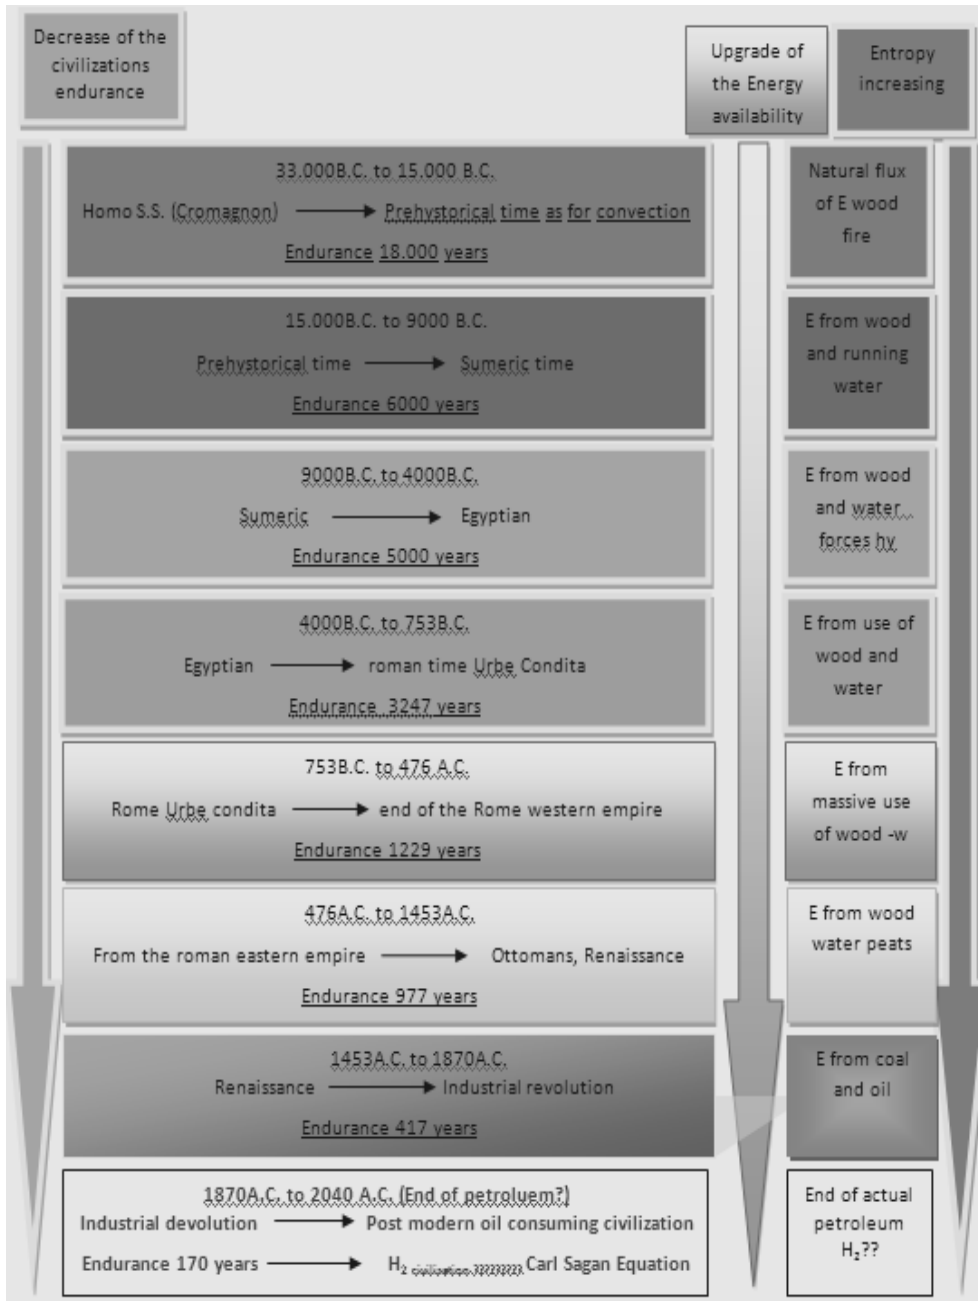 Decrease of the
civilizations
endurance
Upgrade of
the Energy
availability
Entropy
increasing
33.000B.C. to 15.000 B.C.
Homo S.S. (Cromagnon) → Prehystorical time as for convection
Endurance 18.000 years
Natural flux
of E wood
fire
15.000B.C. to 9000 B.C.
Prehystorical time → Sumeric time
Endurance 6000 years
E from wood
and running
water
9000B.C. to 4000B.C.
Sumeric → Egyptian
Endurance 5000 years
E from wood
and water
forces hy
4000B.C. to 753B.C.
Egyptian → roman time Urbe Condita
Endurance 3247 years
E from use of
wood and
water
753B.C. to 476 A.C.
Rome Urbe condita → end of the Rome western empire
Endurance 1229 years
E from
massive use
of wood -w
476A.C. to 1453A.C.
From the roman eastern empire → Ottomans, Renaissance
Endurance 977 years
E from wood
water peats
1453A.C. to 1870A.C.
Renaissance → Industrial revolution
Endurance 417 years
E from coal
and oil
1870A.C. to 2040 A.C. (End of petroluem?)
Industrial devolution → Post modern oil consuming civilization
Endurance 170 years → H₂ Carl Sagan Equation
End of actual
petroleum
H₂??